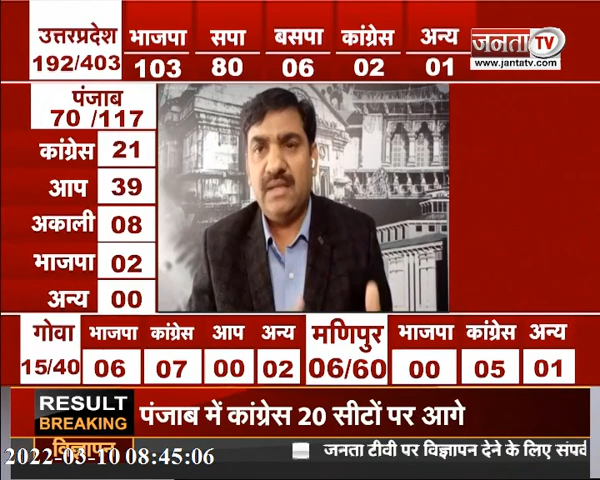 उत्तरप्रदेश भाजपा सपा बसपा कांग्रेस अन्य
192/403 103 80 06 02 01
जनता TV
www.jantatv.com
पंजाब
70 /117
कांग्रेस 21
आप 39
अकाली 08
भाजपा 02
अन्य 00
गोवा भाजपा कांग्रेस आप अन्य मणिपुर भाजपा कांग्रेस अन्य
15/40 06 07 00 02 06/60 00 05 01
RESULT
BREAKING
पंजाब में कांग्रेस 20 सीटों पर आगे
विज्ञापन
जनता टीवी पर विज्ञापन देने के लिए संपर्क
2022-03-10 08:45:06